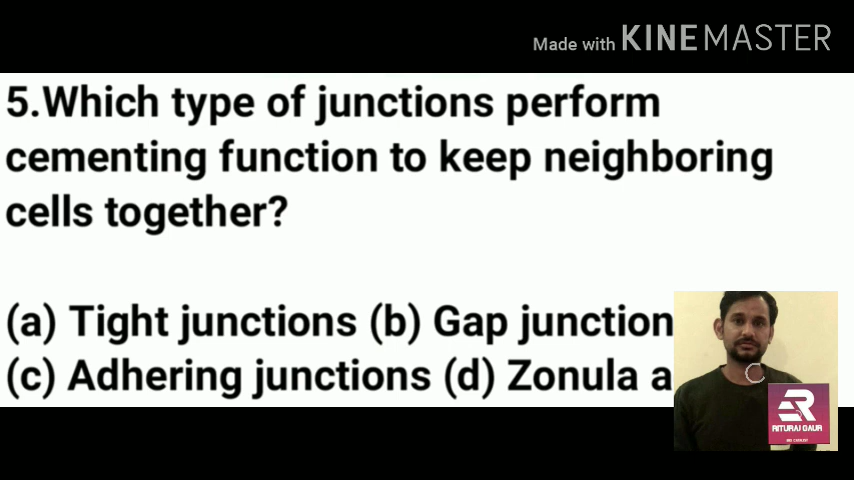 Made with KINEMASTER
5.Which type of junctions perform
cementing function to keep neighboring
cells together?
(a) Tight junctions (b) Gap junction
(c) Adhering junctions (d) Zonula a
RITURAJ GAUR